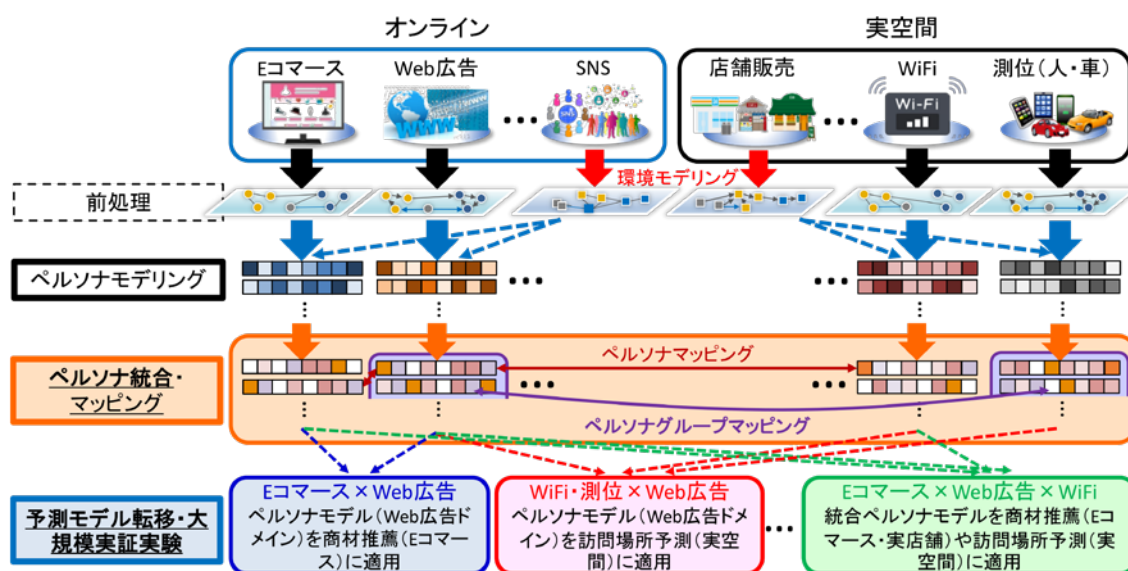 オンライン
実空間
Eコマース
Web広告
SNS
店舗販売
WiFi
測位(人・車)
WWW
SNS
Wi-Fi
...
...
環境モデリング
前処理
ペルソナモデリング
...
...
ペルソナ統合・
マッピング
ペルソナマッピング
...
...
ペルソナグループマッピング
予測モデル転移・大
規模実証実験
Eコマース×Web広告
ペルソナモデル(Web広告ド
メイン)を商材推薦(Eコマー
ス)に適用
WiFi・測位×Web広告
ペルソナモデル(Web広告ドメ
イン)を訪問場所予測(実空
間)に適用
...
Eコマース×Web広告×WiFi
統合ペルソナモデルを商材推薦(Eコ
マース・実店舗)や訪問場所予測(実
空間)に適用